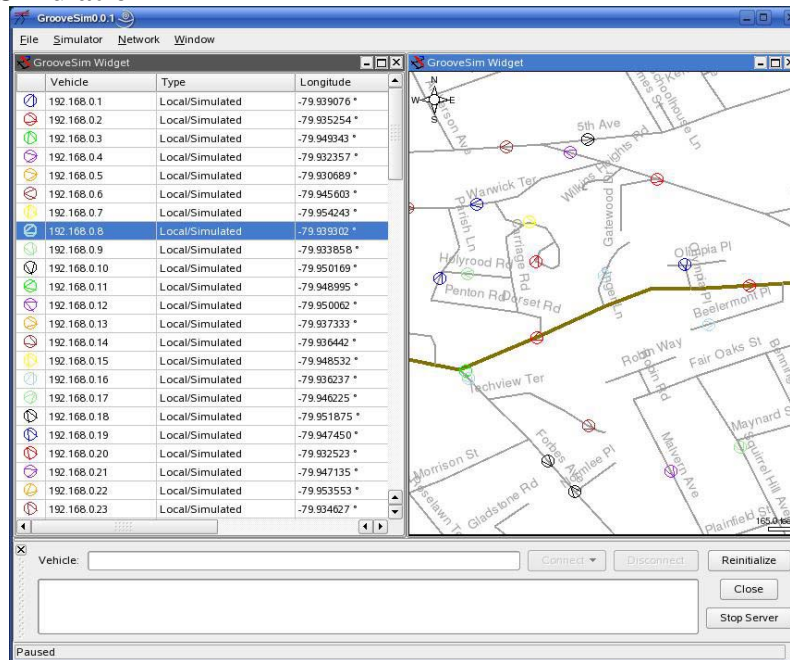 GrooveSim0.0.1
File Simulator Network Window
GrooveSim Widget
Vehicle Type Longitude
192.168.0.1 Local/Simulated -79.939076 °
192.168.0.2 Local/Simulated -79.935254 °
192.168.0.3 Local/Simulated -79.949343 °
192.168.0.4 Local/Simulated -79.932357 °
192.168.0.5 Local/Simulated -79.930689 °
192.168.0.6 Local/Simulated -79.945603 °
192.168.0.7 Local/Simulated -79.954243 °
192.168.0.8 Local/Simulated -79.939302 °
192.168.0.9 Local/Simulated -79.933858 °
192.168.0.10 Local/Simulated -79.950169 °
192.168.0.11 Local/Simulated -79.948995 °
192.168.0.12 Local/Simulated -79.950062 °
192.168.0.13 Local/Simulated -79.937333 °
192.168.0.14 Local/Simulated -79.936442 °
192.168.0.15 Local/Simulated -79.948532 °
192.168.0.16 Local/Simulated -79.936237 °
192.168.0.17 Local/Simulated -79.946225 °
192.168.0.18 Local/Simulated -79.951875 °
192.168.0.19 Local/Simulated -79.947450 °
192.168.0.20 Local/Simulated -79.932523 °
192.168.0.21 Local/Simulated -79.947135 °
192.168.0.22 Local/Simulated -79.953553 °
192.168.0.23 Local/Simulated -79.934627 °
GrooveSim Widget
N
W E
S
5th Ave
Schoolhouse Ln
Wilkins Heights Rd
Warwick Ter
Gatewood Dr
Parish Ln
Carriage Rd
Holyrood Rd
Olimpia Pl
Olimpia Pl
Penton Rd
Dorset Rd
Beelermont Pl
Robin Way
Robin Rd
Fair Oaks St
Techview Ter
Maynard S
Forbes Ave
Malvern Ave
Squirrel Hill Ave
Morrison St
Gladstone Rd
Plainfield St
Vehicle:
Connect Disconnect Reinitialize
Close
Stop Server
Paused